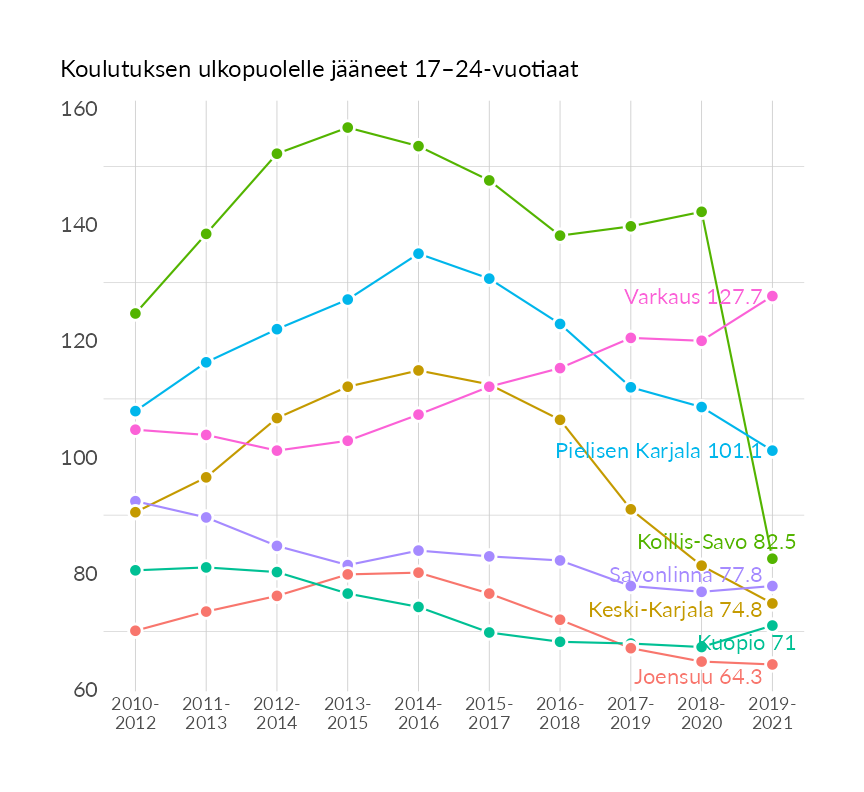 Koulutuksen ulkopuolelle jääneet 17–24-vuotiaat
160
140
120
100
80
60
Varkaus 127.7
Pielisen Karjala 101.1
Koillis-Savo 82.5
Savonlinna 77.8
Keski-Karjala 74.8
Kuopio 71
Joensuu 64.3
2010- 2011- 2012- 2013- 2014- 2015- 2016- 2017- 2018- 2019-
2012 2013 2014 2015 2016 2017 2018 2019 2020 2021